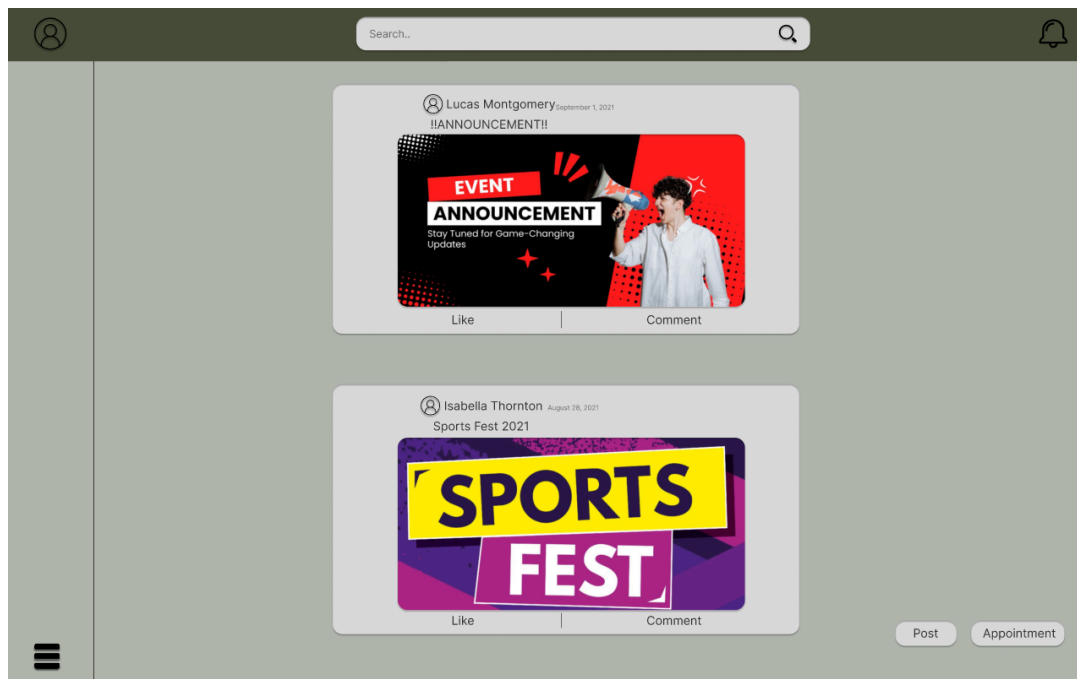 Search..
Lucas Montgomery September 1, 2021
!!ANNOUNCEMENT!!
EVENT
ANNOUNCEMENT
Stay Tuned for Game-Changing
Updates
Like Comment
Isabella Thornton August 28, 2021
Sports Fest 2021
SPORTS
FEST
Like Comment
Post Appointment